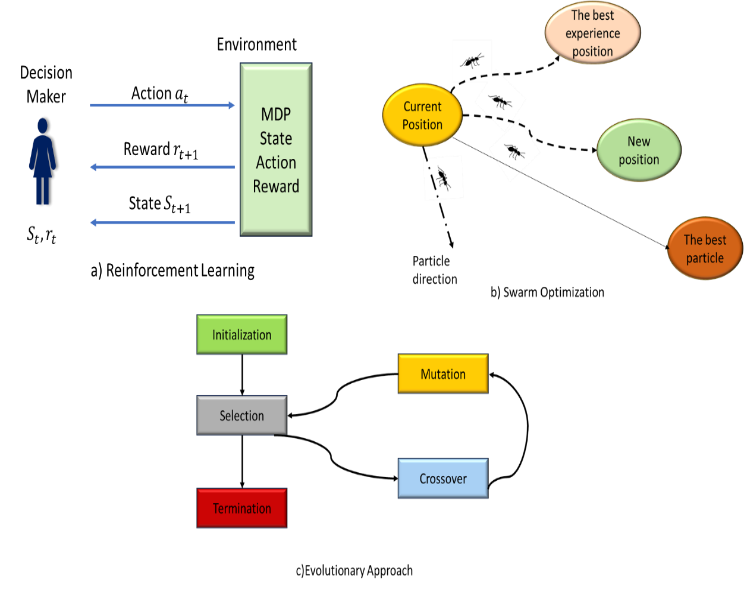 Environment
Decision
Maker
Action a_t
MDP
State
Action
Reward
Reward r_{t+1}
State S_{t+1}
S_t, r_t
a) Reinforcement Learning
The best
experience
position
Current
Position
New
position
The best
particle
Particle
direction
b) Swarm Optimization
Initialization
Mutation
Selection
Crossover
Termination
c)Evolutionary Approach